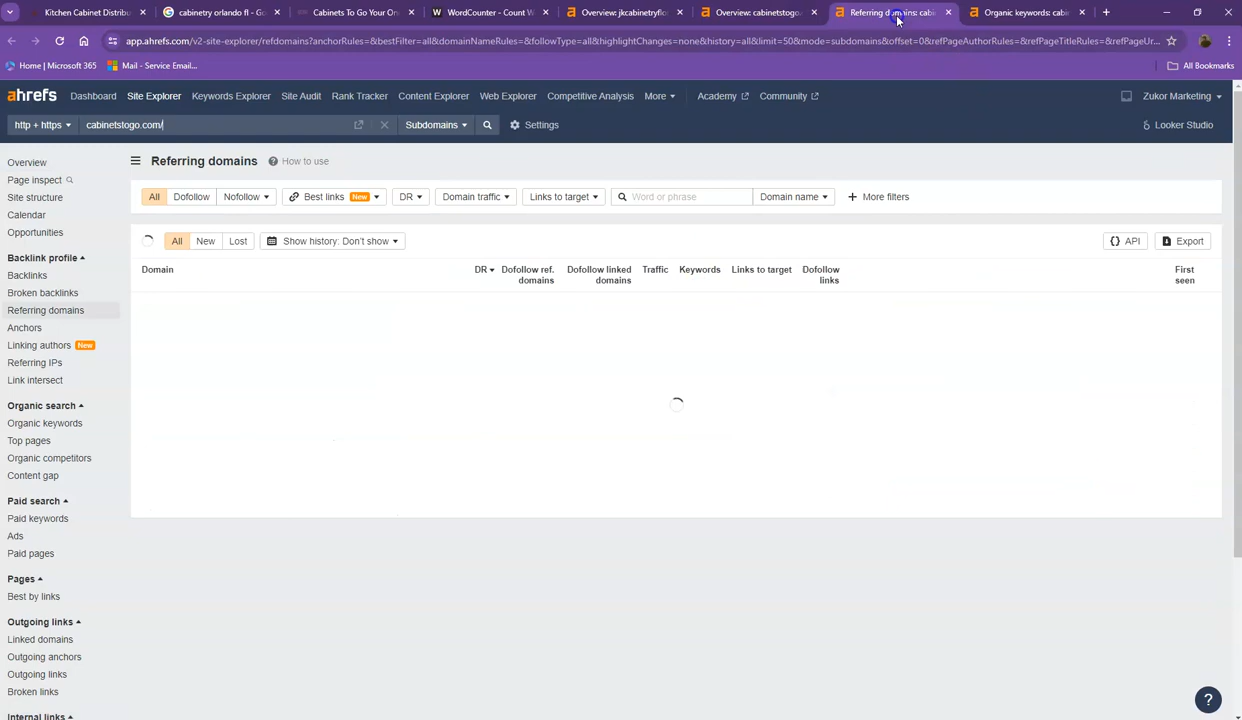 Kitchen Cabinet Distribu
cabinetry orlando fl - Go
Cabinets To Go Your On
WordCounter - Count W
Overview: jkcabinetryflo
Overview: cabinetstogo.
Referring domains: cabi
Organic keywords: cabin
app.ahrefs.com/v2-site-explorer/refdomains?anchorRules=&bestFilter=all&domainNameRules=&followType=all&highlightChanges=none&history=all&limit=50&mode=subdomains&offset=0&refPageAuthorRules=&refPageTitleRules=&refPageUr...
Home | Microsoft 365
Mail - Service Email...
All Bookmarks
ahrefs
Dashboard
Site Explorer
Keywords Explorer
Site Audit
Rank Tracker
Content Explorer
Web Explorer
Competitive Analysis
More
Academy
Community
Zukor Marketing
http + https
cabinetstogo.com/
Subdomains
Settings
Looker Studio
Overview
Page inspect
Site structure
Calendar
Opportunities
Backlink profile
Backlinks
Broken backlinks
Referring domains
Anchors
Linking authors New
Referring IPs
Link intersect
Organic search
Organic keywords
Top pages
Organic competitors
Content gap
Paid search
Paid keywords
Ads
Paid pages
Pages
Best by links
Outgoing links
Linked domains
Outgoing anchors
Outgoing links
Broken links
Internal links
Referring domains
? How to use
All
Dofollow
Nofollow
Best links New
DR
Domain traffic
Links to target
Word or phrase
Domain name
+ More filters
All
New
Lost
Show history: Don't show
{} API
Export
Domain
DR
Dofollow ref.
domains
Dofollow linked
domains
Traffic
Keywords
Links to target
Dofollow
links
First
seen
?